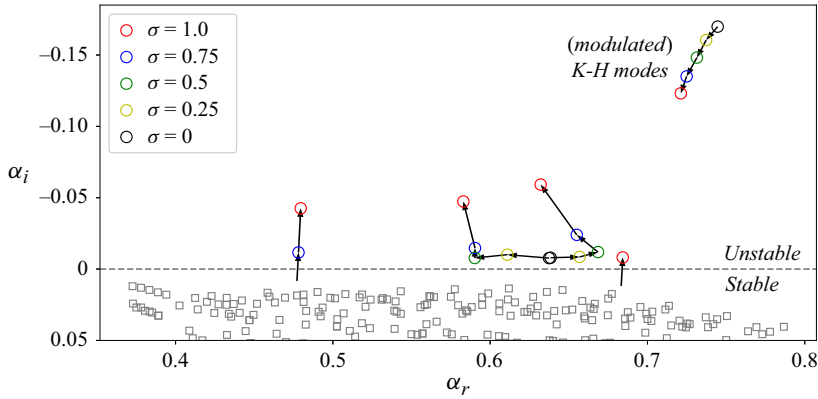 σ = 1.0
σ = 0.75
σ = 0.5
σ = 0.25
σ = 0
(modulated)
K-H modes
Unstable
Stable
−0.15
−0.10
−0.05
0
0.05
α_i
0.4
0.5
0.6
0.7
0.8
α_r